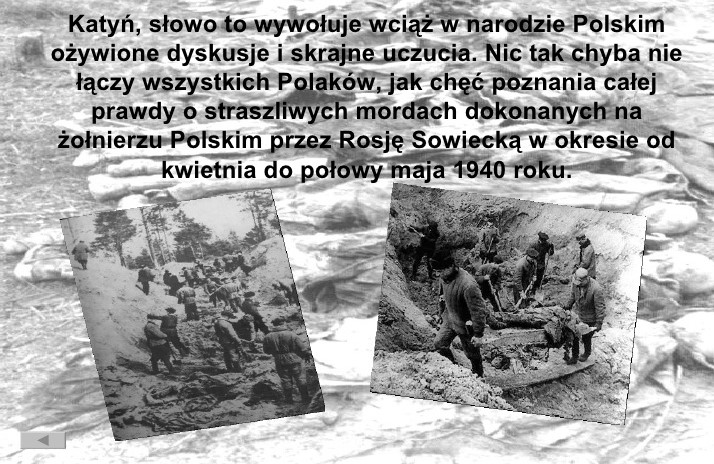 Katyń, słowo to wywołuje wciąż w narodzie Polskim
ożywione dyskusje i skrajne uczucia. Nic tak chyba nie
łączy wszystkich Polaków, jak chęć poznania całej
prawdy o straszliwych mordach dokonanych na
żołnierzu Polskim przez Rosję Sowiecką w okresie od
kwietnia do połowy maja 1940 roku.